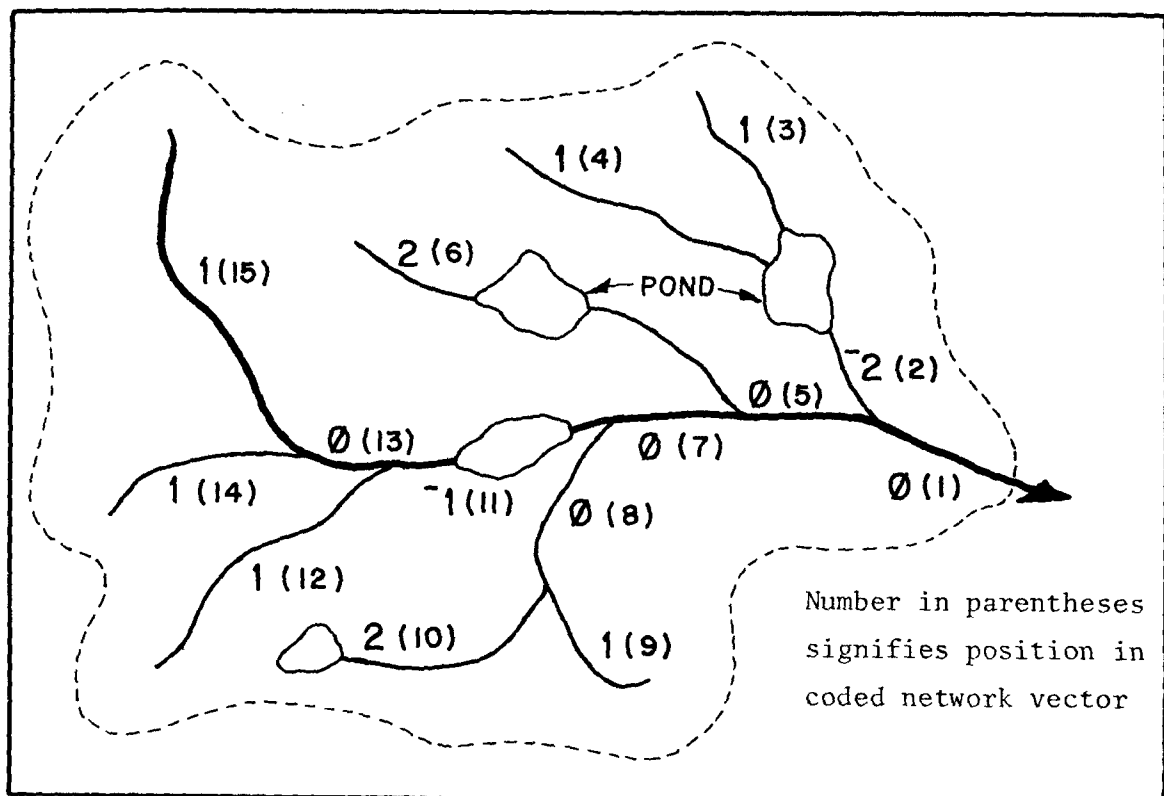 1 (3)
1 (4)
2 (6)
1 (15)
POND
-2 (2)
Ø (5)
Ø (13)
Ø (7)
1 (14)
-1 (11)
Ø (8)
Ø (1)
1 (12)
2 (10)
1 (9)
Number in parentheses
signifies position in
coded network vector